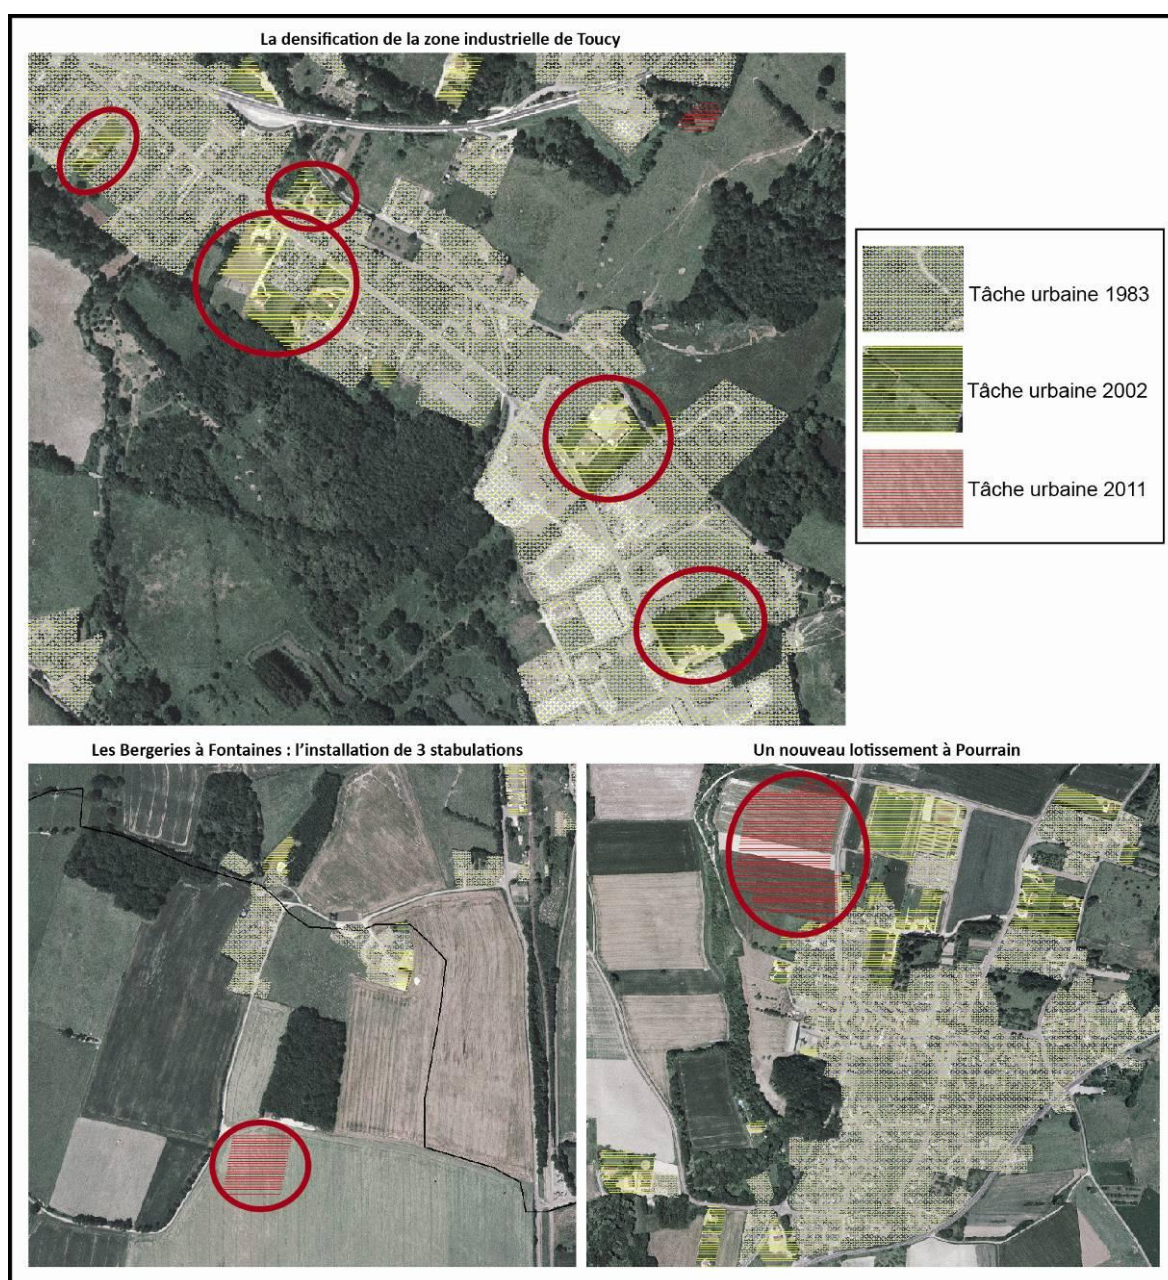 La densification de la zone industrielle de Toucy
Tâche urbaine 1983
Tâche urbaine 2002
Tâche urbaine 2011
Les Bergeries à Fontaines : l'installation de 3 stabulations
Un nouveau lotissement à Pourrain